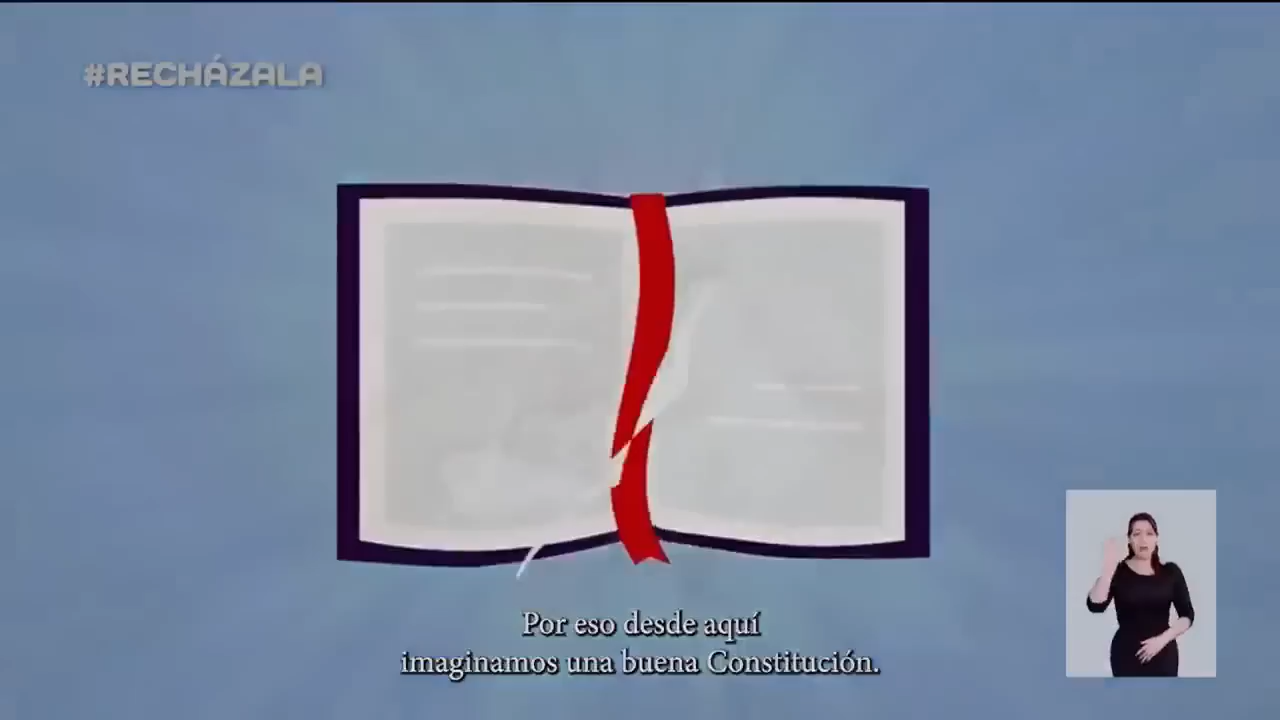 #RECHÁZALA
Por eso desde aquí
imaginamos una buena Constitución.